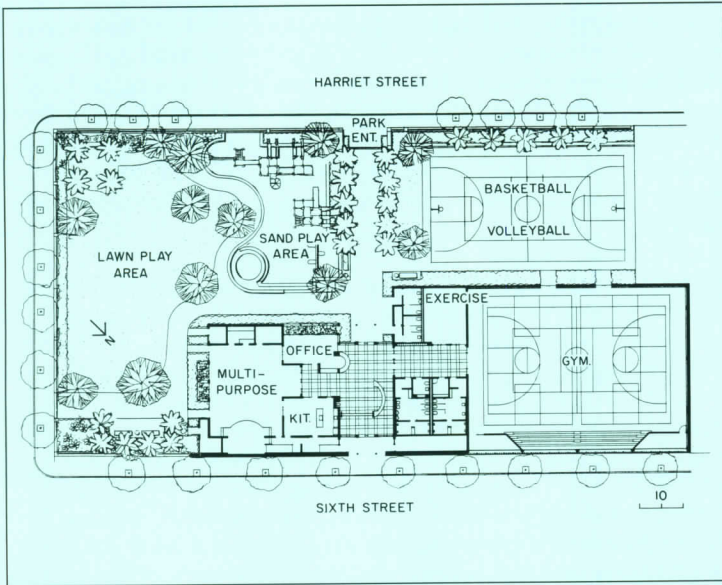 HARRIET STREET
PARK
ENT.
BASKETBALL
VOLLEYBALL
LAWN PLAY
AREA
SAND PLAY
AREA
N
EXERCISE
OFFICE
MULTI-
PURPOSE
GYM.
KIT.
10
SIXTH STREET